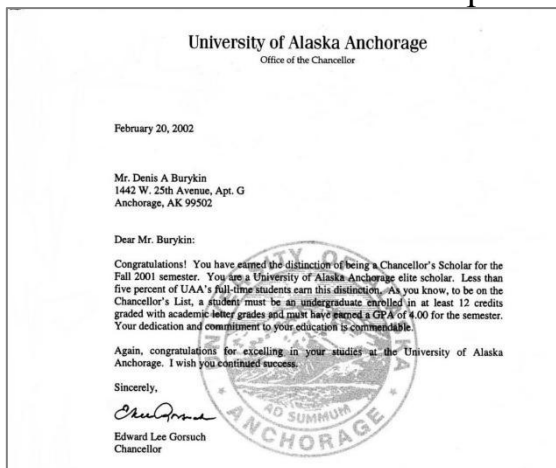 University of Alaska Anchorage
Office of the Chancellor
February 20, 2002
Mr. Denis A Burykin
1442 W. 25th Avenue, Apt. G
Anchorage, AK 99502
Dear Mr. Burykin:
Congratulations! You have earned the distinction of being a Chancellor's Scholar for the
Fall 2001 semester. You are a University of Alaska Anchorage elite scholar. Less than
five percent of UAA's full-time students earn this distinction. As you know, to be on the
Chancellor's List, a student must be an undergraduate enrolled in at least 12 credits
graded with academic letter grades and must have earned a GPA of 4.00 for the semester.
Your dedication and commitment to your education is commendable.
Again, congratulations for excelling in your studies at the University of Alaska
Anchorage. I wish you continued success.
Sincerely,
Edward Lee Gorsuch
Chancellor
UNIVERSITY OF ALASKA
ANCHORAGE
AD SUMMUM